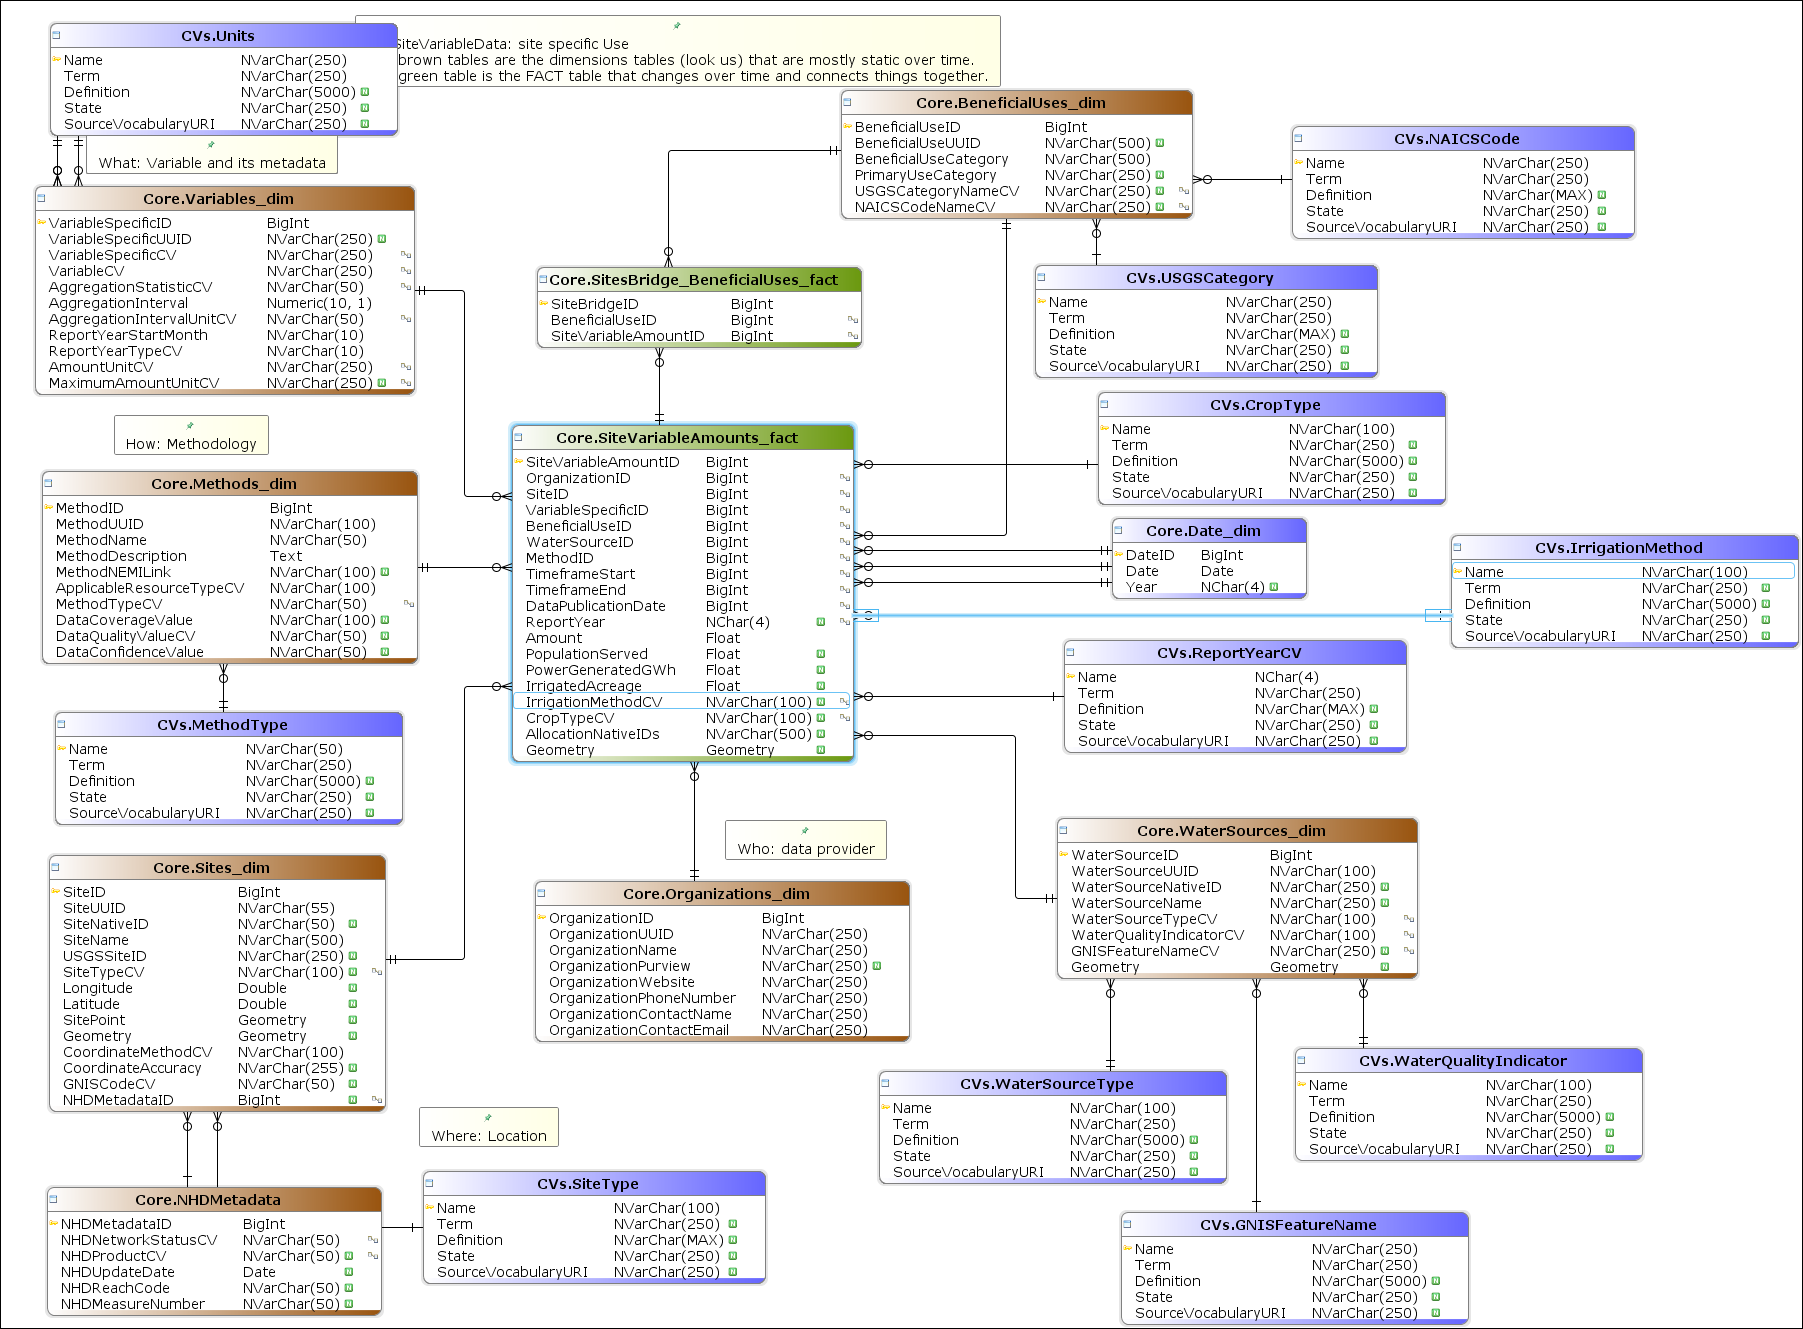 SiteVariableData: site specific Use
brown tables are the dimensions tables (look us) that are mostly static over time.
green table is the FACT table that changes over time and connects things together.
CVs.Units
Name NVarChar(250)
Term NVarChar(250)
Definition NVarChar(5000) N
State NVarChar(250) N
SourceVocabularyURI NVarChar(250) N
What: Variable and its metadata
Core.Variables_dim
VariableSpecificID BigInt
VariableSpecificUUID NVarChar(250) N
VariableSpecificCV NVarChar(250)
VariableCV NVarChar(250)
AggregationStatisticCV NVarChar(50)
AggregationInterval Numeric(10, 1)
AggregationIntervalUnitCV NVarChar(50)
ReportYearStartMonth NVarChar(10)
ReportYearTypeCV NVarChar(10)
AmountUnitCV NVarChar(250)
MaximumAmountUnitCV NVarChar(250) N
How: Methodology
Core.Methods_dim
MethodID BigInt
MethodUUID NVarChar(100)
MethodName NVarChar(50)
MethodDescription Text
MethodNEMILink NVarChar(100) N
ApplicableResourceTypeCV NVarChar(100)
MethodTypeCV NVarChar(50)
DataCoverageValue NVarChar(100) N
DataQualityValueCV NVarChar(50) N
DataConfidenceValue NVarChar(50) N
CVs.MethodType
Name NVarChar(50)
Term NVarChar(250)
Definition NVarChar(5000) N
State NVarChar(250) N
SourceVocabularyURI NVarChar(250) N
Core.Sites_dim
SiteID BigInt
SiteUUID NVarChar(55)
SiteNativeID NVarChar(50) N
SiteName NVarChar(500)
USGSSiteID NVarChar(250) N
SiteTypeCV NVarChar(100) N
Longitude Double N
Latitude Double N
SitePoint Geometry N
Geometry Geometry N
CoordinateMethodCV NVarChar(100)
CoordinateAccuracy NVarChar(255) N
GNISCodeCV NVarChar(50) N
NHDMetadataID BigInt N
Core.NHDMetadata
NHDMetadataID BigInt
NHDNetworkStatusCV NVarChar(50)
NHDProductCV NVarChar(50) N
NHDUpdateDate Date N
NHDReachCode NVarChar(50) N
NHDMeasureNumber NVarChar(50) N
Where: Location
CVs.SiteType
Name NVarChar(100)
Term NVarChar(250) N
Definition NVarChar(MAX) N
State NVarChar(250) N
SourceVocabularyURI NVarChar(250) N
Core.SitesBridge_BeneficialUses_fact
SiteBridgeID BigInt
BeneficialUseID BigInt
SiteVariableAmountID BigInt
Core.SiteVariableAmounts_fact
SiteVariableAmountID BigInt
OrganizationID BigInt
SiteID BigInt
VariableSpecificID BigInt
BeneficialUseID BigInt
WaterSourceID BigInt
MethodID BigInt
TimeframeStart BigInt
TimeframeEnd BigInt
DataPublicationDate BigInt
ReportYear NChar(4) N
Amount Float
PopulationServed Float N
PowerGeneratedGWh Float N
IrrigatedAcreage Float N
IrrigationMethodCV NVarChar(100) N
CropTypeCV NVarChar(100) N
AllocationNativeIDs NVarChar(500) N
Geometry Geometry N
Who: data provider
Core.Organizations_dim
OrganizationID BigInt
OrganizationUUID NVarChar(250)
OrganizationName NVarChar(250)
OrganizationPurview NVarChar(250) N
OrganizationWebsite NVarChar(250)
OrganizationPhoneNumber NVarChar(250)
OrganizationContactName NVarChar(250)
OrganizationContactEmail NVarChar(250)
Core.BeneficialUses_dim
BeneficialUseID BigInt
BeneficialUseUUID NVarChar(500) N
BeneficialUseCategory NVarChar(500)
PrimaryUseCategory NVarChar(250) N
USGSCategoryNameCV NVarChar(250) N
NAICSCodeNameCV NVarChar(250) N
CVs.NAICSCode
Name NVarChar(250)
Term NVarChar(250)
Definition NVarChar(MAX) N
State NVarChar(250) N
SourceVocabularyURI NVarChar(250) N
CVs.USGSCategory
Name NVarChar(250)
Term NVarChar(250)
Definition NVarChar(MAX) N
State NVarChar(250) N
SourceVocabularyURI NVarChar(250) N
CVs.CropType
Name NVarChar(100)
Term NVarChar(250) N
Definition NVarChar(5000) N
State NVarChar(250) N
SourceVocabularyURI NVarChar(250) N
Core.Date_dim
DateID BigInt
Date Date
Year NChar(4) N
CVs.IrrigationMethod
Name NVarChar(100)
Term NVarChar(250) N
Definition NVarChar(5000) N
State NVarChar(250) N
SourceVocabularyURI NVarChar(250) N
CVs.ReportYearCV
Name NChar(4)
Term NVarChar(250)
Definition NVarChar(MAX) N
State NVarChar(250) N
SourceVocabularyURI NVarChar(250) N
Core.WaterSources_dim
WaterSourceID BigInt
WaterSourceUUID NVarChar(100)
WaterSourceNativeID NVarChar(250) N
WaterSourceName NVarChar(250) N
WaterSourceTypeCV NVarChar(100)
WaterQualityIndicatorCV NVarChar(100)
GNISFeatureNameCV NVarChar(250) N
Geometry Geometry N
CVs.WaterSourceType
Name NVarChar(100)
Term NVarChar(250)
Definition NVarChar(5000) N
State NVarChar(250) N
SourceVocabularyURI NVarChar(250) N
CVs.WaterQualityIndicator
Name NVarChar(100)
Term NVarChar(250)
Definition NVarChar(5000) N
State NVarChar(250) N
SourceVocabularyURI NVarChar(250) N
CVs.GNISFeatureName
Name NVarChar(250)
Term NVarChar(250)
Definition NVarChar(5000) N
State NVarChar(250) N
SourceVocabularyURI NVarChar(250) N